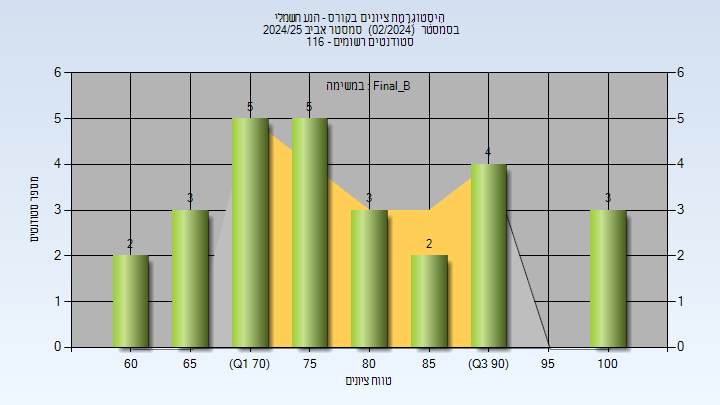 היסטוגרמת ציונים בקורס - הנע חשמלי
בסמסטר (02/2024) סמסטר אביב 2024/25
סטודנטים רשומים - 116
במשימה : Final_B
6 6
5 5
4 4
3 3
2 2
1 1
0 0
2 3 5 5 3 2 4 3
מספר סטודנטים
60 65 (Q1 70) 75 80 85 (Q3 90) 95 100
טווח ציונים